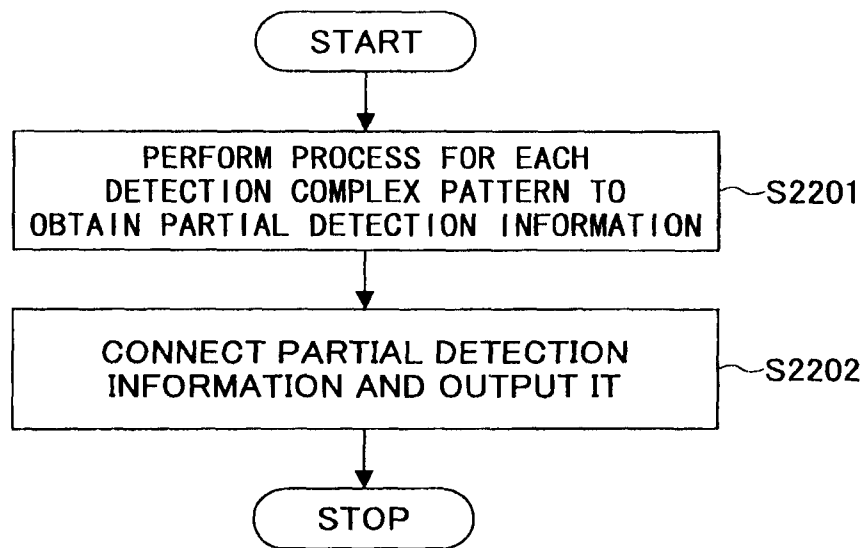 START
PERFORM PROCESS FOR EACH
DETECTION COMPLEX PATTERN TO
OBTAIN PARTIAL DETECTION INFORMATION
S2201
CONNECT PARTIAL DETECTION
INFORMATION AND OUTPUT IT
S2202
STOP